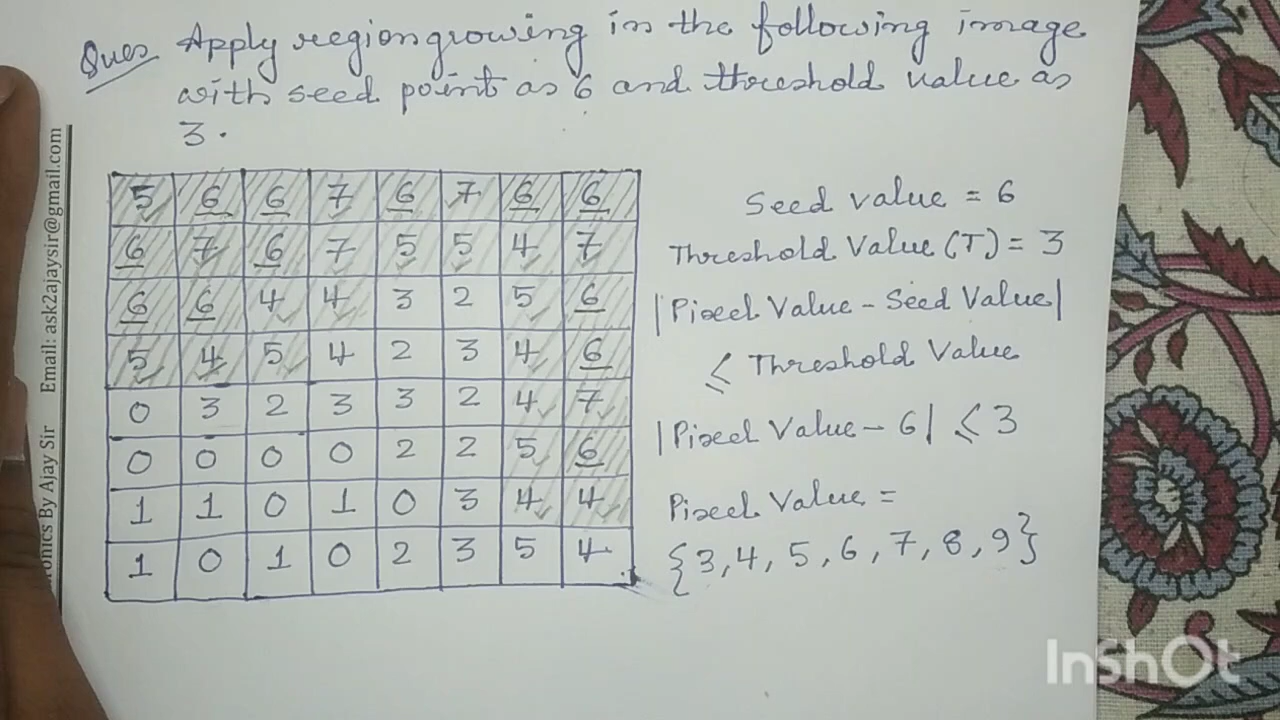 Ques Apply region growing in the following image
with seed point as 6 and threshold value as
3.
5 6 6 7 6 7 6 6
6 7 6 7 5 5 4 7
6 6 4 4 3 2 5 6
5 4 5 4 2 3 4 6
0 3 2 3 3 2 4 7
0 0 0 0 2 2 5 6
1 1 0 1 0 3 4 4
1 0 1 0 2 3 5 4
Seed value = 6
Threshold Value (T) = 3
|Pixel Value - Seed Value|
≤ Threshold Value
|Pixel Value - 6| ≤ 3
Pixel Value =
{3, 4, 5, 6, 7, 8, 9}
ronics By Ajay Sir Email: ask2ajaysir@gmail.com
InShOt